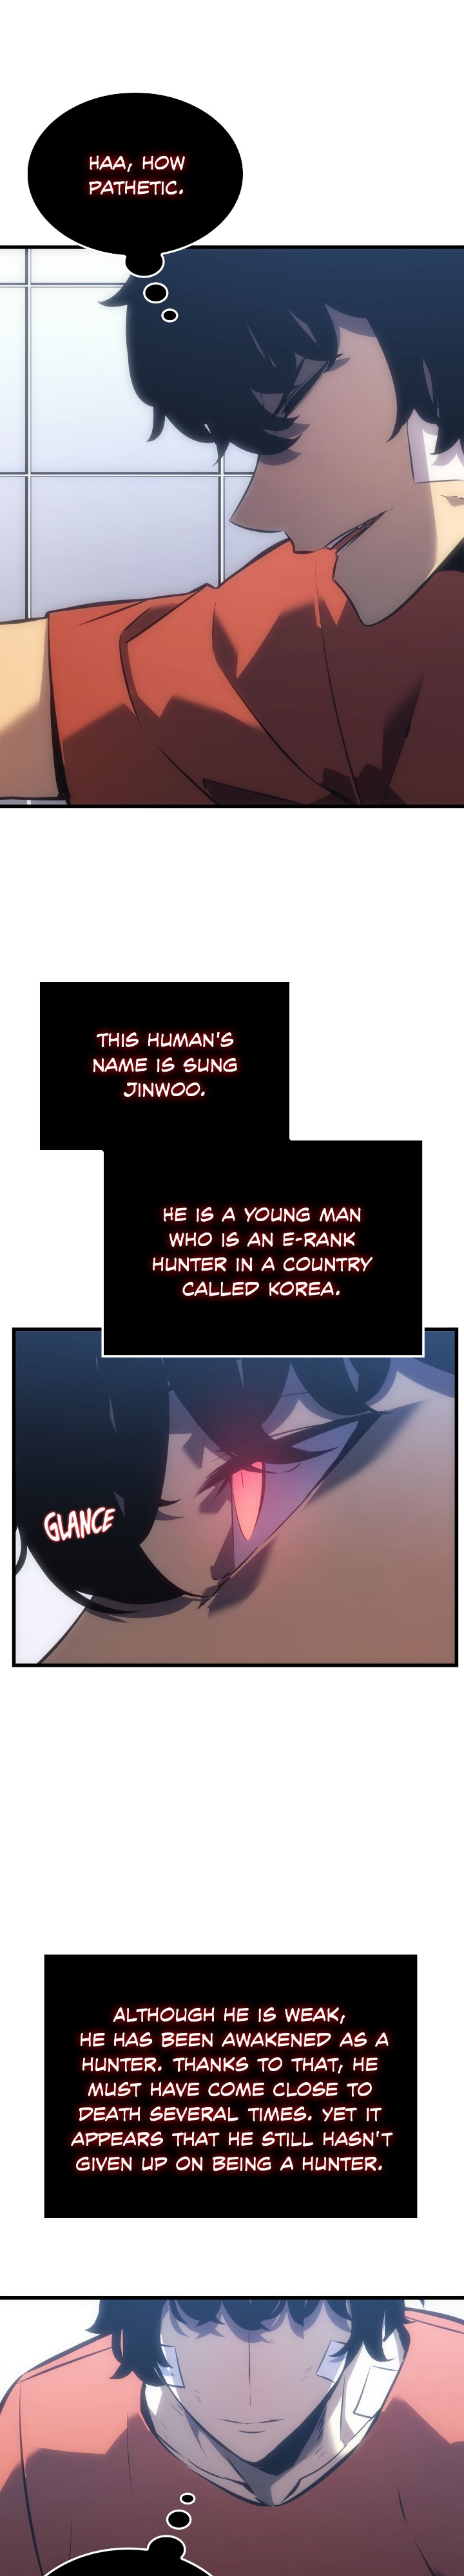 HAA, HOW
PATHETIC.
THIS HUMAN'S
NAME IS SUNG
JINWOO.
HE IS A YOUNG MAN
WHO IS AN E-RANK
HUNTER IN A COUNTRY
CALLED KOREA.
GLANCE
ALTHOUGH HE IS WEAK,
HE HAS BEEN AWAKENED AS A
HUNTER. THANKS TO THAT, HE
MUST HAVE COME CLOSE TO
DEATH SEVERAL TIMES. YET IT
APPEARS THAT HE STILL HASN'T
GIVEN UP ON BEING A HUNTER.